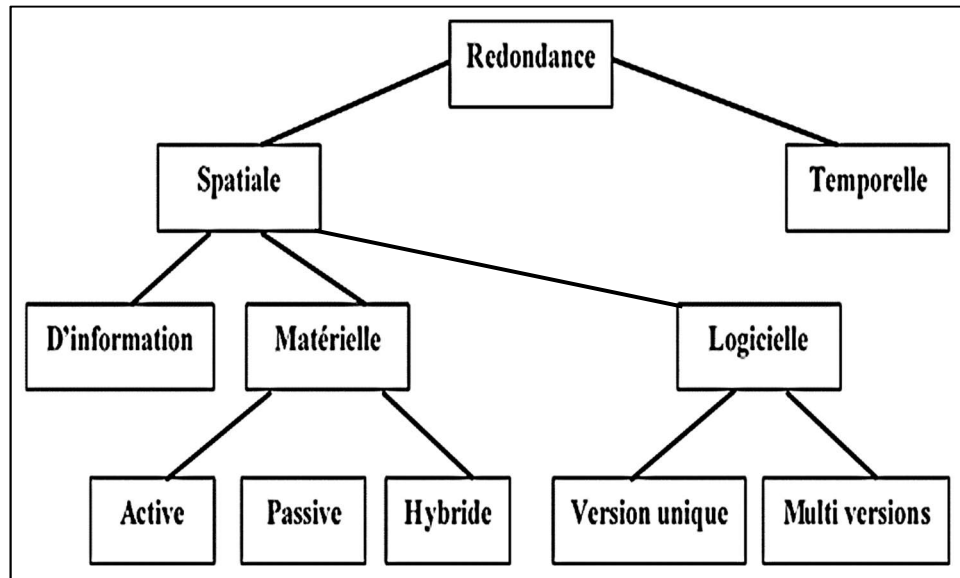 Redondance
Spatiale
Temporelle
D'information
Matérielle
Logicielle
Active
Passive
Hybride
Version unique
Multi versions